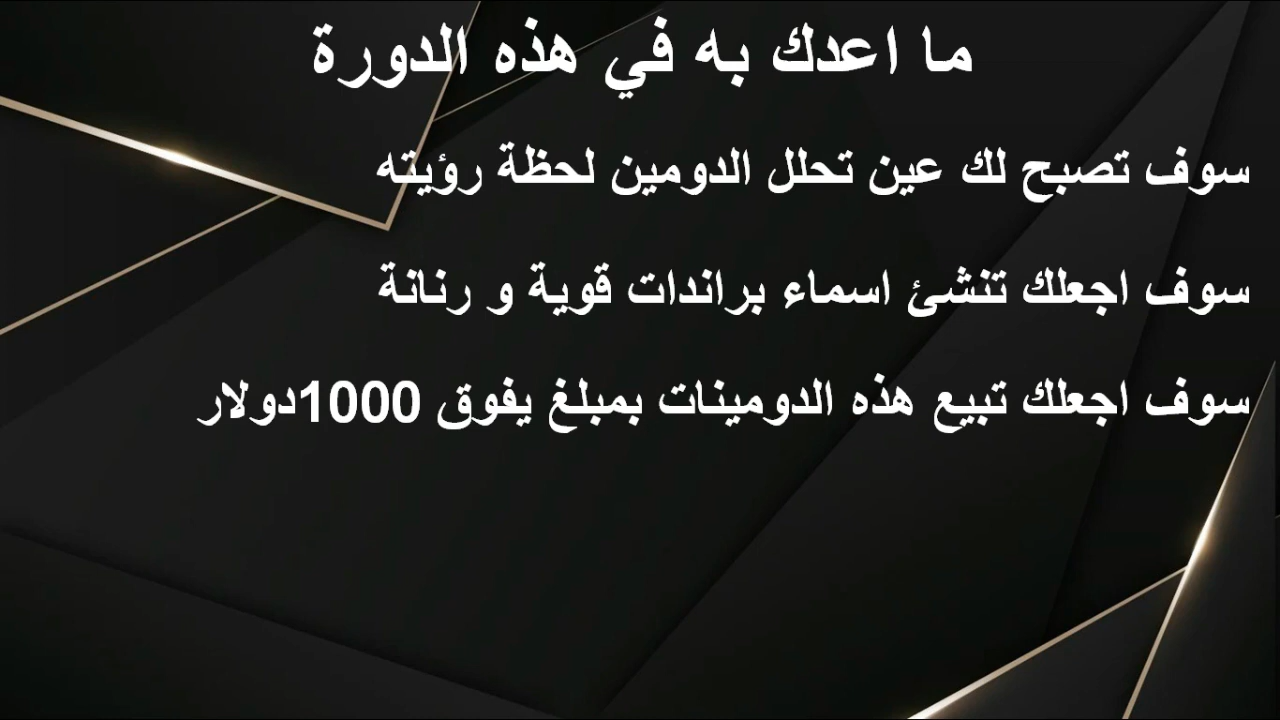 ما اعدك به في هذه الدورة
سوف تصبح لك عين تحلل الدومين لحظة رؤيته
سوف اجعلك تنشئ اسماء براندات قوية و رنانة
سوف اجعلك تبيع هذه الدومينات بمبلغ يفوق 1000دولار